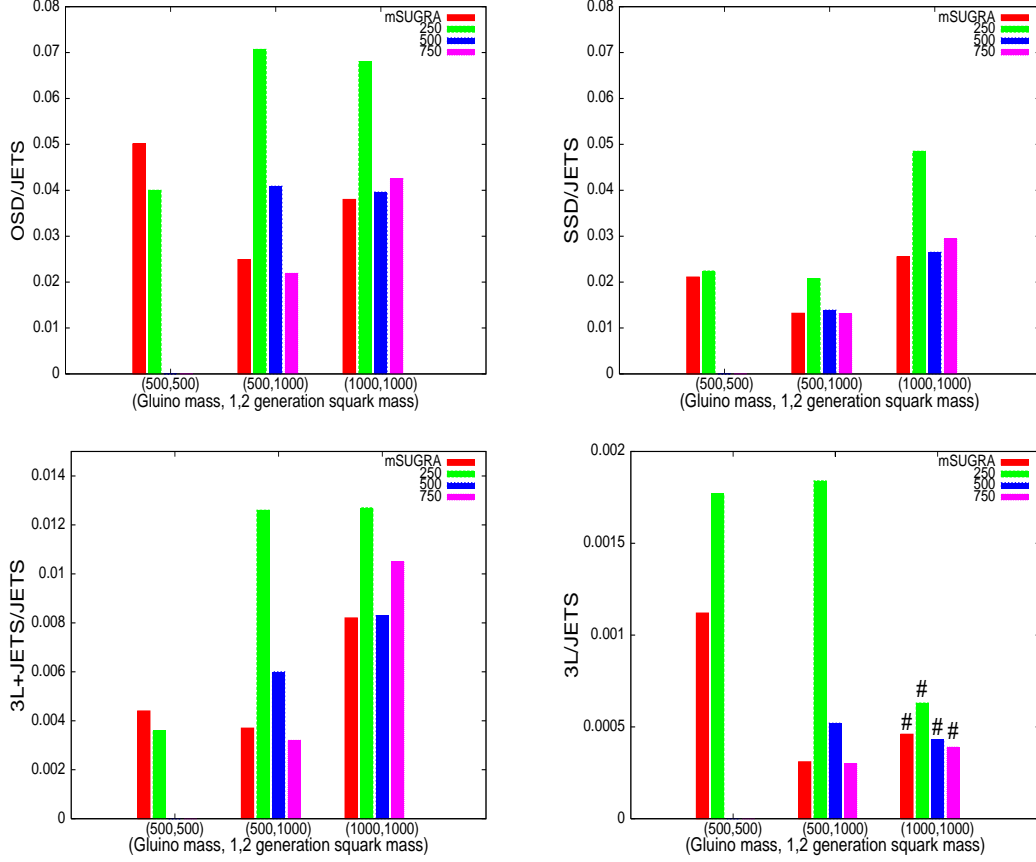 mSUGRA
250
500
750
0.08
0.07
0.06
0.05
0.04
0.03
0.02
0.01
0
OSD/JETS
(500,500) (500,1000) (1000,1000)
(Gluino mass, 1,2 generation squark mass)
mSUGRA
250
500
750
0.08
0.07
0.06
0.05
0.04
0.03
0.02
0.01
0
SSD/JETS
(500,500) (500,1000) (1000,1000)
(Gluino mass, 1,2 generation squark mass)
mSUGRA
250
500
750
0.014
0.012
0.01
0.008
0.006
0.004
0.002
0
3L+JETS/JETS
(500,500) (500,1000) (1000,1000)
(Gluino mass, 1,2 generation squark mass)
mSUGRA
250
500
750
0.002
0.0015
0.001
0.0005
0
3L/JETS
# # # #
(500,500) (500,1000) (1000,1000)
(Gluino mass, 1,2 generation squark mass)